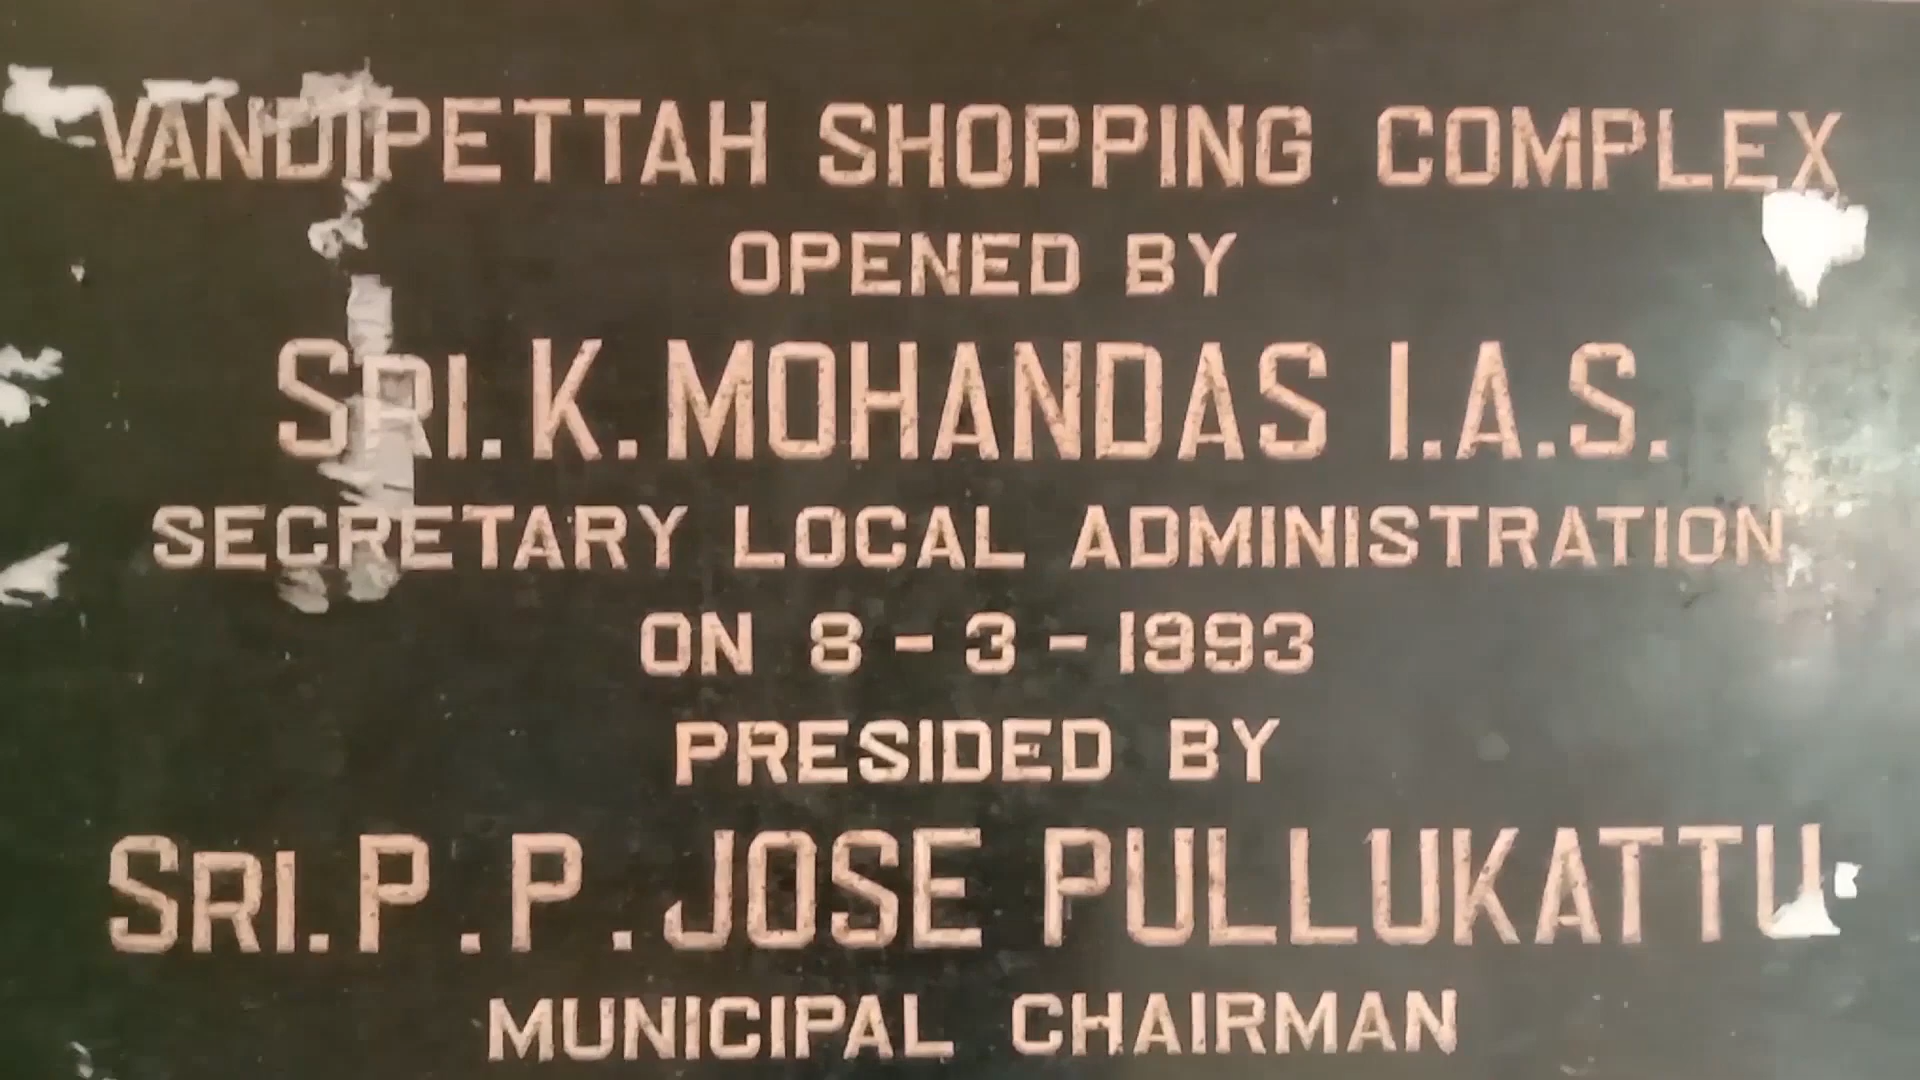 VANDIPETTAH SHOPPING COMPLEX
OPENED BY
SRI. K. MOHANDAS I.A.S.
SECRETARY LOCAL ADMINISTRATION
ON 8-3-1993
PRESIDED BY
SRI. P. P. JOSE PULLUKATTU
MUNICIPAL CHAIRMAN